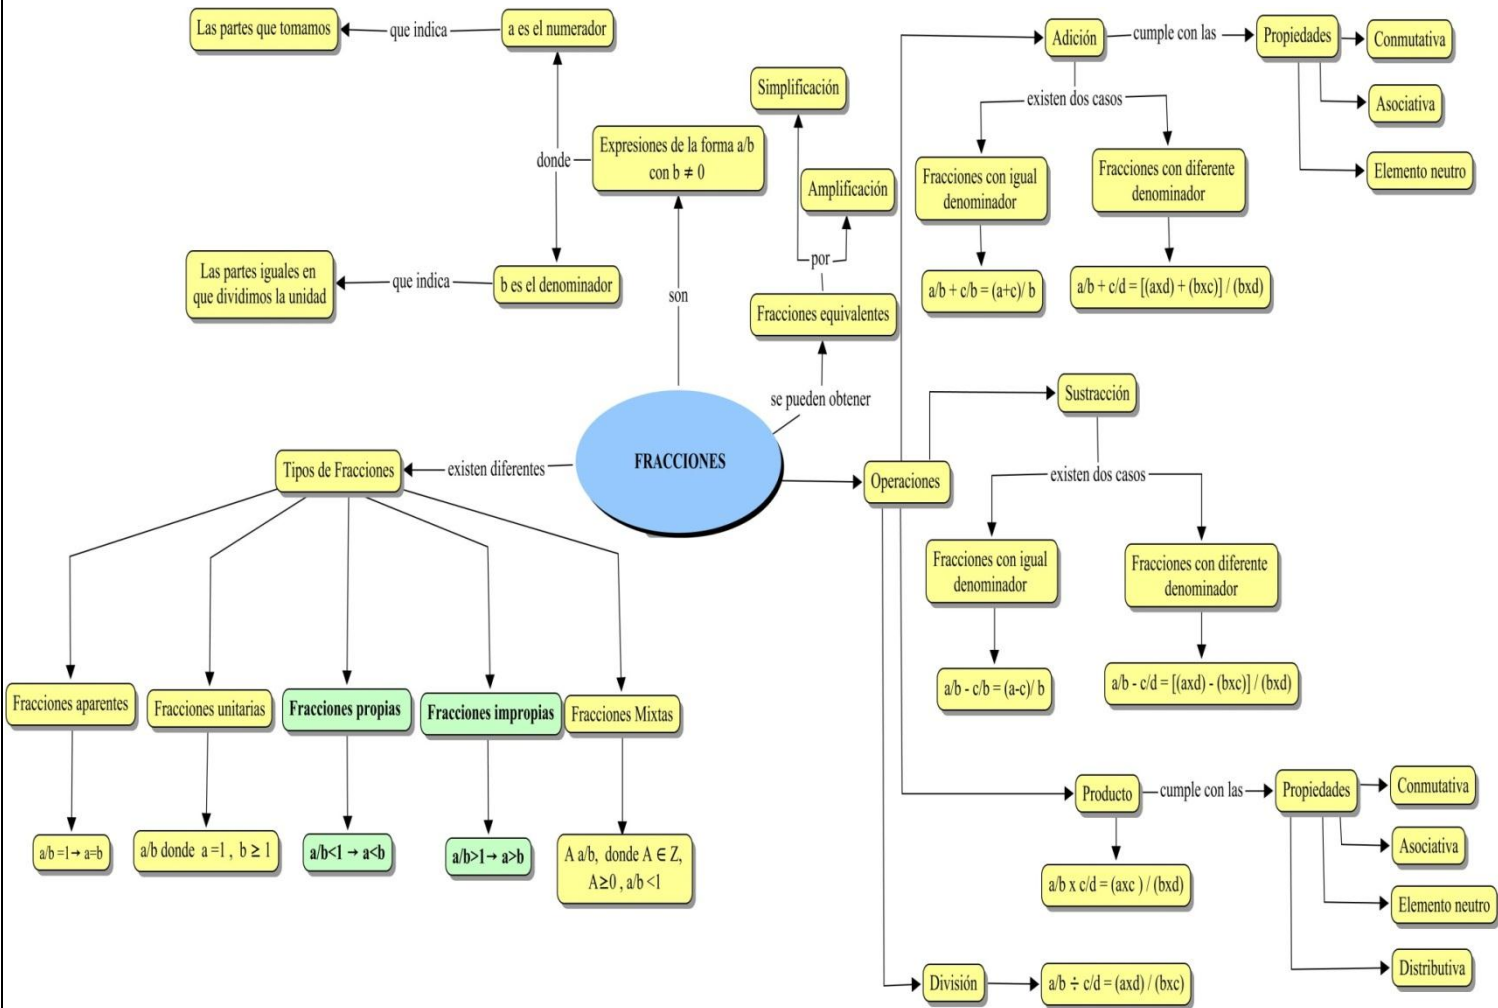 Las partes que tomamos
que indica
a es el numerador
donde
Expresiones de la forma a/b
con b ≠ 0
Las partes iguales en
que dividimos la unidad
que indica
b es el denominador
son
Simplificación
Amplificación
por
Fracciones equivalentes
se pueden obtener
FRACCIONES
existen diferentes
Tipos de Fracciones
Fracciones aparentes
Fracciones unitarias
Fracciones propias
Fracciones impropias
Fracciones Mixtas
a/b =1→ a=b
a/b donde a =1 , b ≥ 1
a/b<1 → a<b
a/b>1→ a>b
A a/b, donde A ∈ Z,
A≥0 , a/b <1
Operaciones
Adición
cumple con las
Propiedades
Conmutativa
Asociativa
Elemento neutro
existen dos casos
Fracciones con igual
denominador
Fracciones con diferente
denominador
a/b + c/b = (a+c)/ b
a/b + c/d = [(axd) + (bxc)] / (bxd)
Sustracción
existen dos casos
Fracciones con igual
denominador
Fracciones con diferente
denominador
a/b - c/b = (a-c)/ b
a/b - c/d = [(axd) - (bxc)] / (bxd)
Producto
cumple con las
Propiedades
Conmutativa
Asociativa
Elemento neutro
Distributiva
a/b x c/d = (axc ) / (bxd)
División
a/b ÷ c/d = (axd) / (bxc)